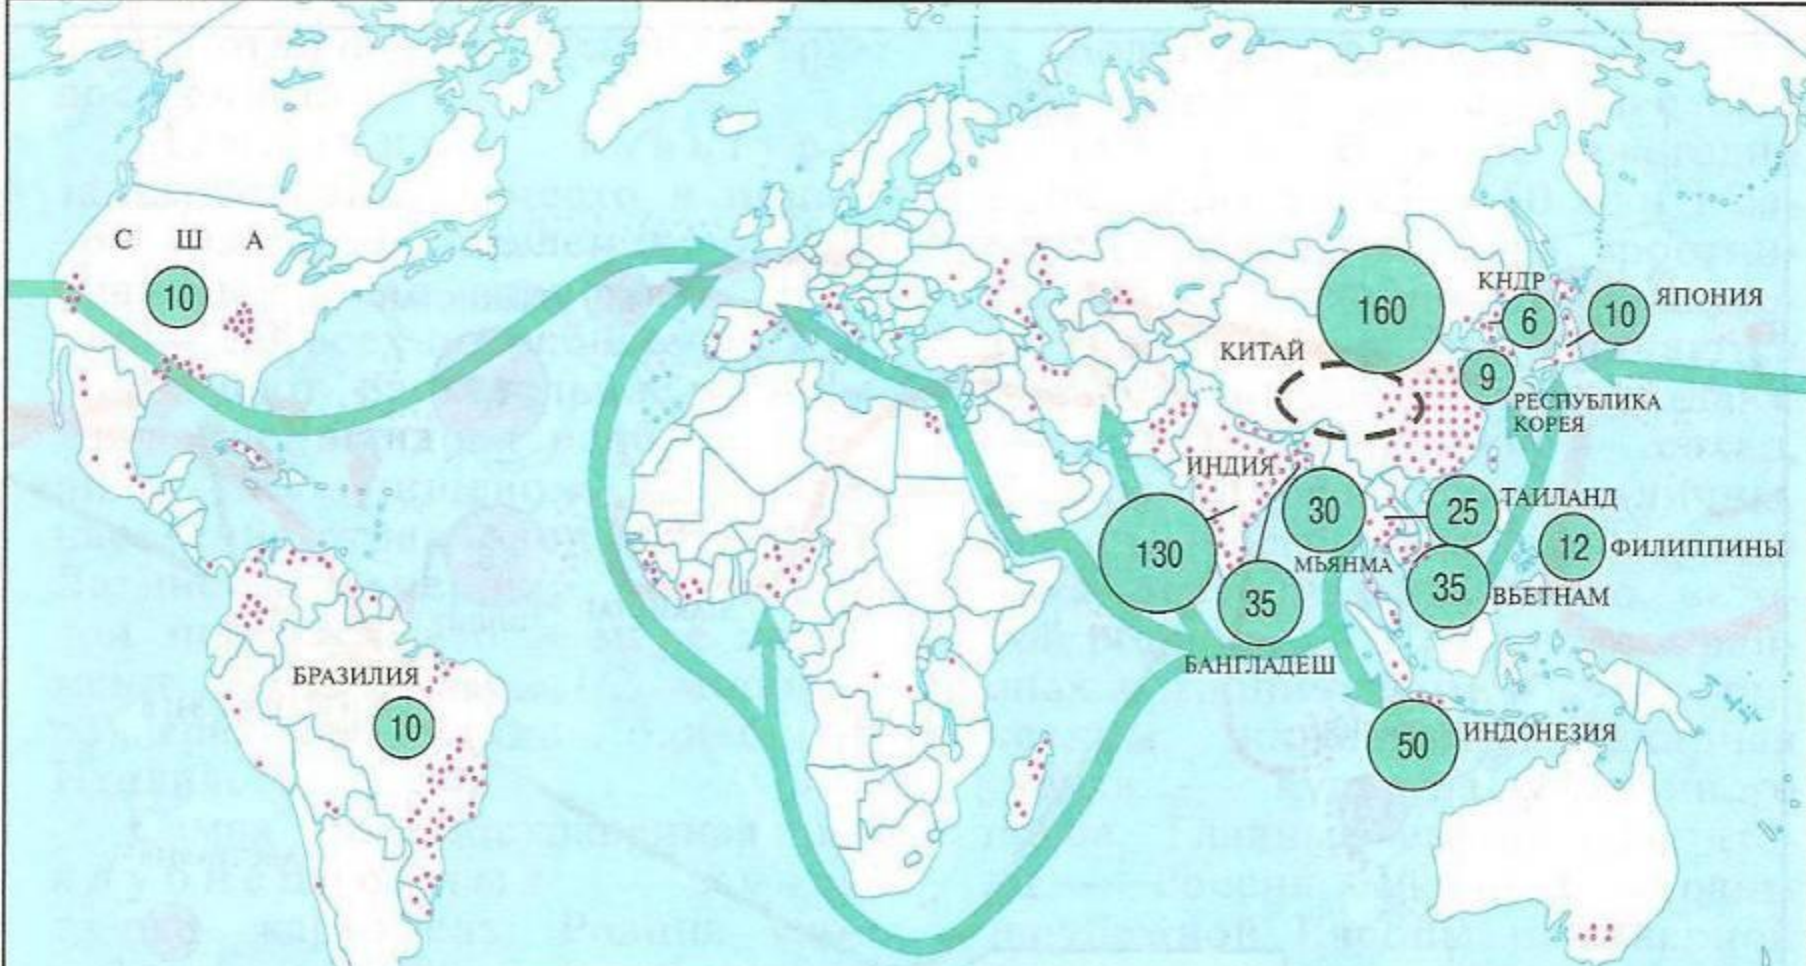 С Ш А
10
БРАЗИЛИЯ
10
КИТАЙ
160
КНДР
6
10
ЯПОНИЯ
9
РЕСПУБЛИКА
КОРЕЯ
ИНДИЯ
130
35
БАНГЛАДЕШ
30
МЬЯНМА
25
ТАИЛАНД
35
ВЬЕТНАМ
12
ФИЛИППИНЫ
50
ИНДОНЕЗИЯ